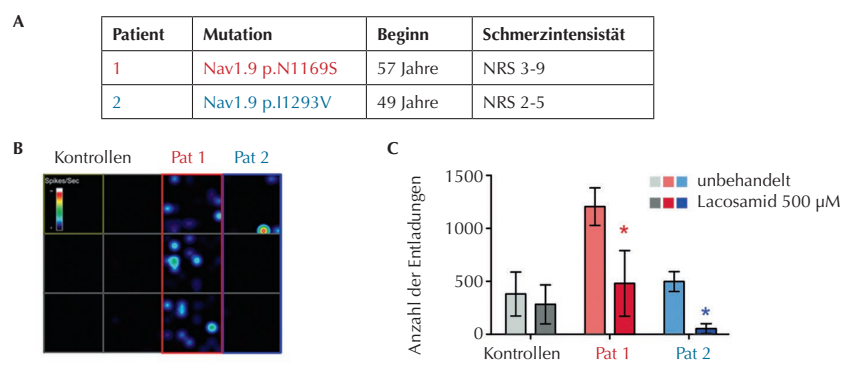 A
Patient Mutation Beginn Schmerzintensistät
1 Nav1.9 p.N1169S 57 Jahre NRS 3-9
2 Nav1.9 p.I1293V 49 Jahre NRS 2-5
B
Kontrollen Pat 1 Pat 2
Spikes/Sec
C
Anzahl der Entladungen
1500
1000
500
0
unbehandelt
Lacosamid 500 µM
*
*
Kontrollen Pat 1 Pat 2